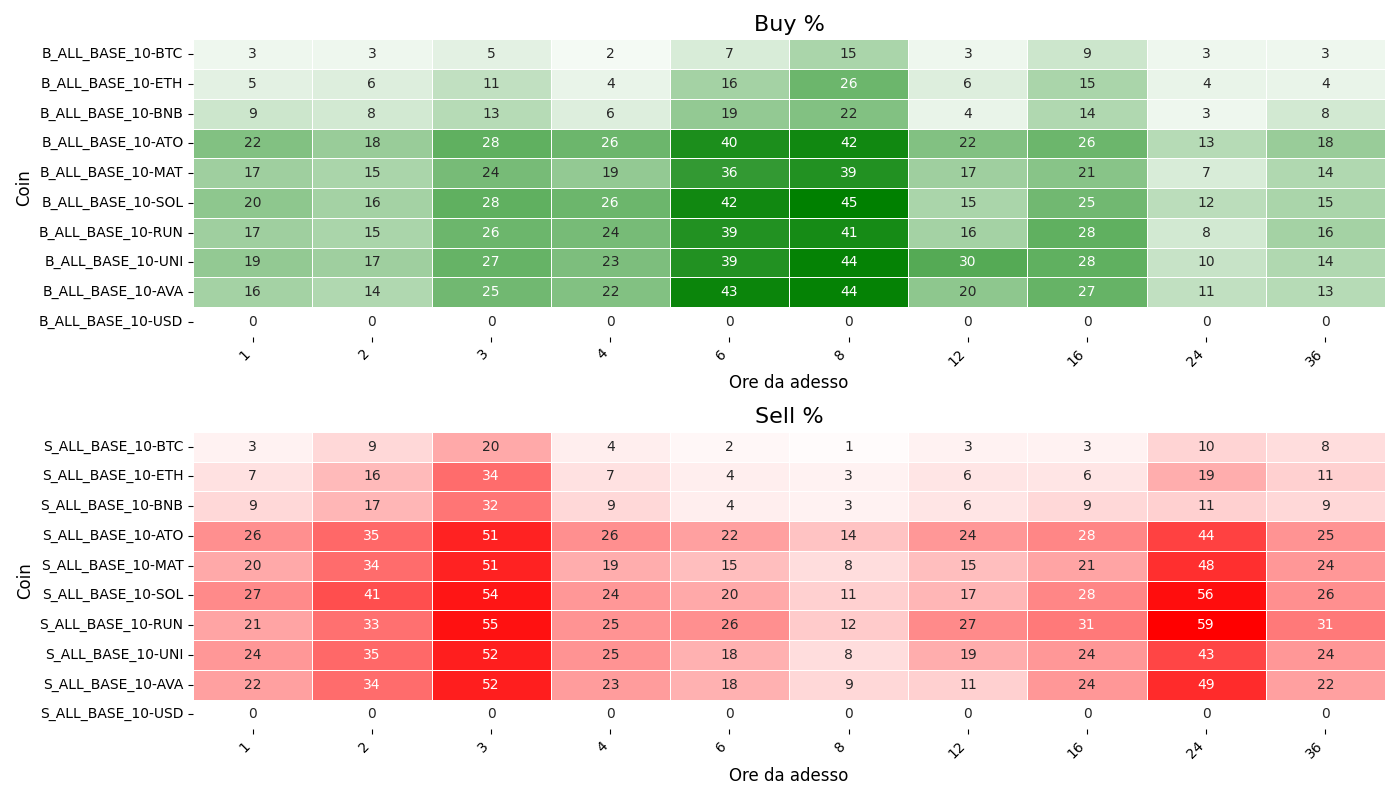 Buy %
Coin
B_ALL_BASE_10-BTC 3 3 5 2 7 15 3 9 3 3
B_ALL_BASE_10-ETH 5 6 11 4 16 26 6 15 4 4
B_ALL_BASE_10-BNB 9 8 13 6 19 22 4 14 3 8
B_ALL_BASE_10-ATO 22 18 28 26 40 42 22 26 13 18
B_ALL_BASE_10-MAT 17 15 24 19 36 39 17 21 7 14
B_ALL_BASE_10-SOL 20 16 28 26 42 45 15 25 12 15
B_ALL_BASE_10-RUN 17 15 26 24 39 41 16 28 8 16
B_ALL_BASE_10-UNI 19 17 27 23 39 44 30 28 10 14
B_ALL_BASE_10-AVA 16 14 25 22 43 44 20 27 11 13
B_ALL_BASE_10-USD 0 0 0 0 0 0 0 0 0 0
1 2 3 4 6 8 12 16 24 36
Ore da adesso
Sell %
Coin
S_ALL_BASE_10-BTC 3 9 20 4 2 1 3 3 10 8
S_ALL_BASE_10-ETH 7 16 34 7 4 3 6 6 19 11
S_ALL_BASE_10-BNB 9 17 32 9 4 3 6 9 11 9
S_ALL_BASE_10-ATO 26 35 51 26 22 14 24 28 44 25
S_ALL_BASE_10-MAT 20 34 51 19 15 8 15 21 48 24
S_ALL_BASE_10-SOL 27 41 54 24 20 11 17 28 56 26
S_ALL_BASE_10-RUN 21 33 55 25 26 12 27 31 59 31
S_ALL_BASE_10-UNI 24 35 52 25 18 8 19 24 43 24
S_ALL_BASE_10-AVA 22 34 52 23 18 9 11 24 49 22
S_ALL_BASE_10-USD 0 0 0 0 0 0 0 0 0 0
1 2 3 4 6 8 12 16 24 36
Ore da adesso